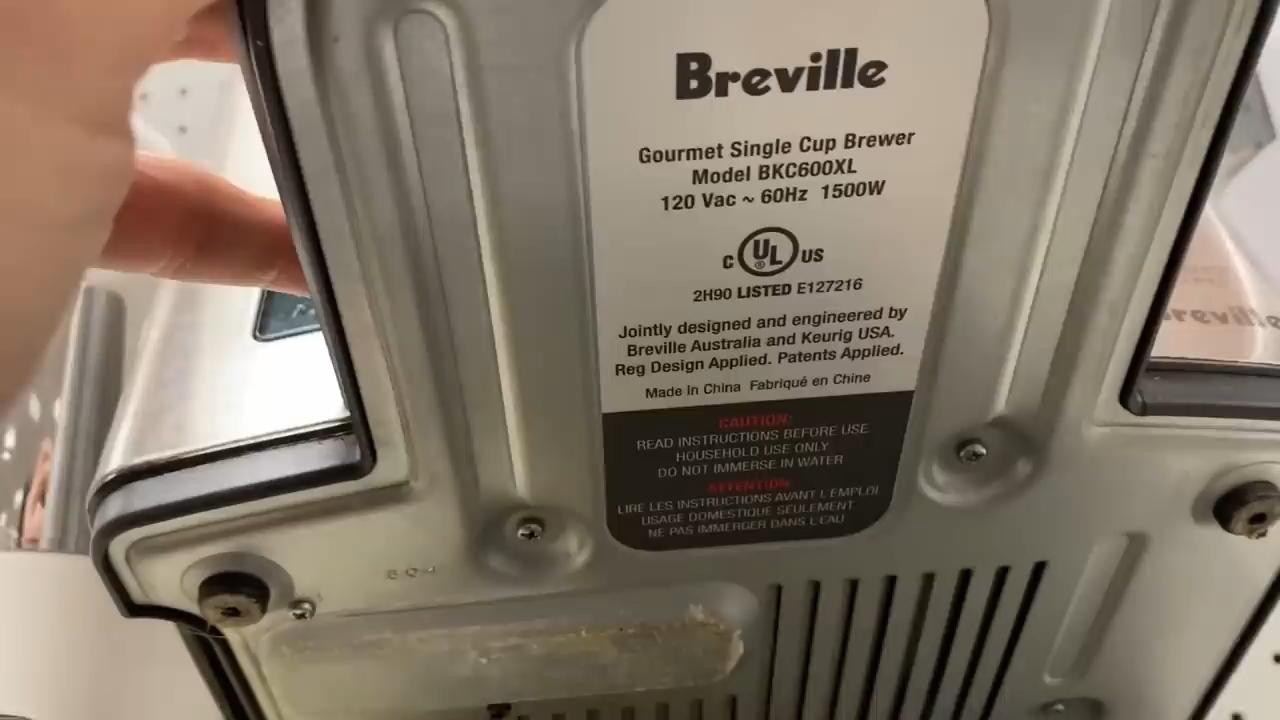 Breville
Gourmet Single Cup Brewer
Model BKC600XL
120 Vac ~ 60Hz 1500W
C UL® US
2H90 LISTED E127216
Jointly designed and engineered by
Breville Australia and Keurig USA.
Reg Design Applied. Patents Applied.
Made in China Fabriqué en Chine
CAUTION:
READ INSTRUCTIONS BEFORE USE
HOUSEHOLD USE ONLY
DO NOT IMMERSE IN WATER
ATTENTION:
LIRE LES INSTRUCTIONS AVANT L'EMPLOI
USAGE DOMESTIQUE SEULEMENT
NE PAS IMMERGER DANS L'EAU
Breville